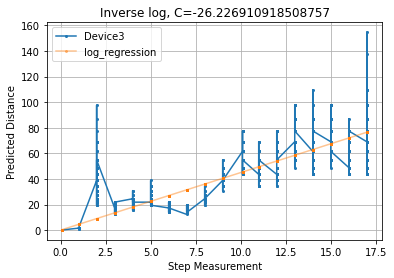 Inverse log, C=-26.226910918508757
Device3
log_regression
Predicted Distance
160
140
120
100
80
60
40
20
0
0.0 2.5 5.0 7.5 10.0 12.5 15.0 17.5
Step Measurement